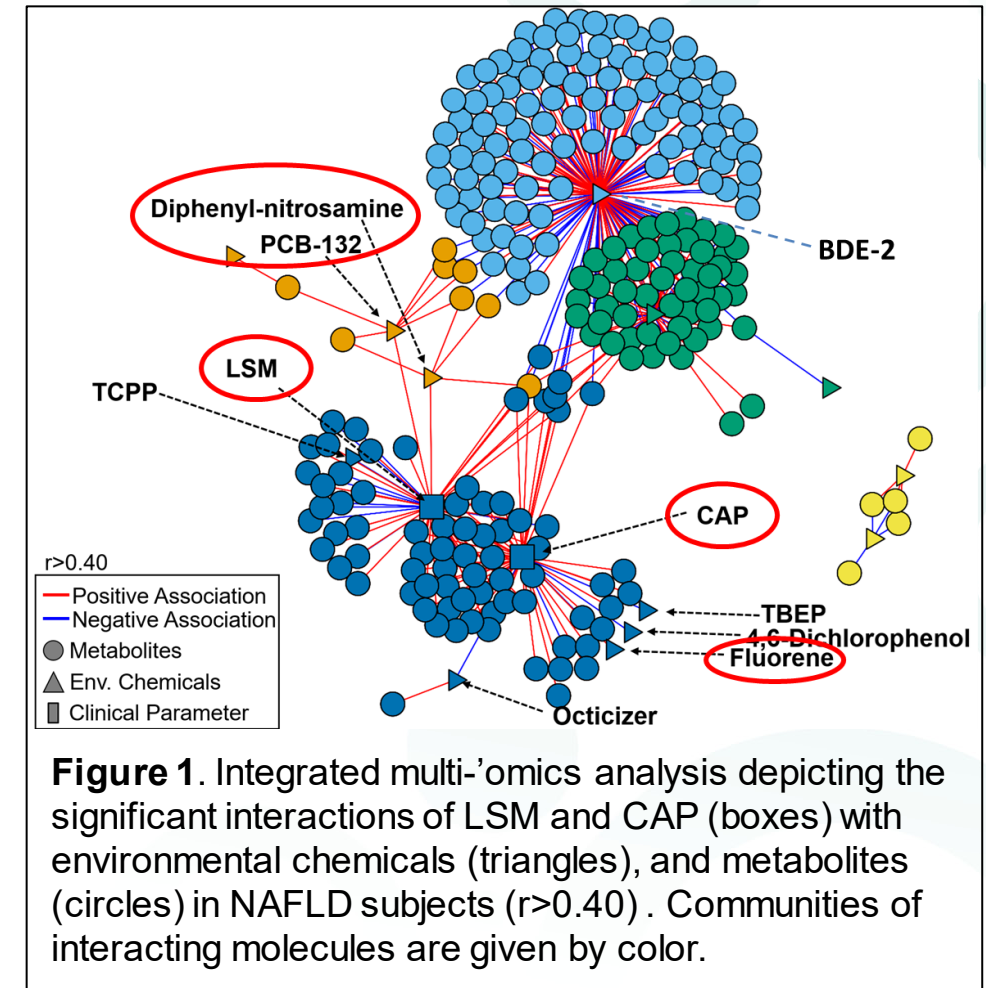 Diphenyl-nitrosamine
PCB-132
BDE-2
LSM
TCPP
CAP
r>0.40
Positive Association
Negative Association
Metabolites
Env. Chemicals
Clinical Parameter
TBEP
4,6-Dichlorophenol
Fluorene
Octicizer
Figure 1. Integrated multi-’omics analysis depicting the
significant interactions of LSM and CAP (boxes) with
environmental chemicals (triangles), and metabolites
(circles) in NAFLD subjects (r>0.40) . Communities of
interacting molecules are given by color.